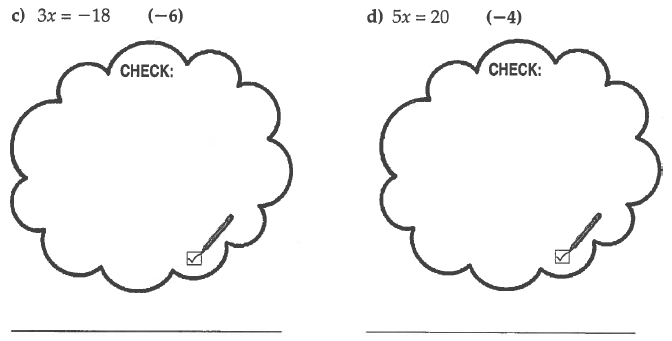 c) 3x = −18 (−6)
CHECK:
d) 5x = 20 (−4)
CHECK: